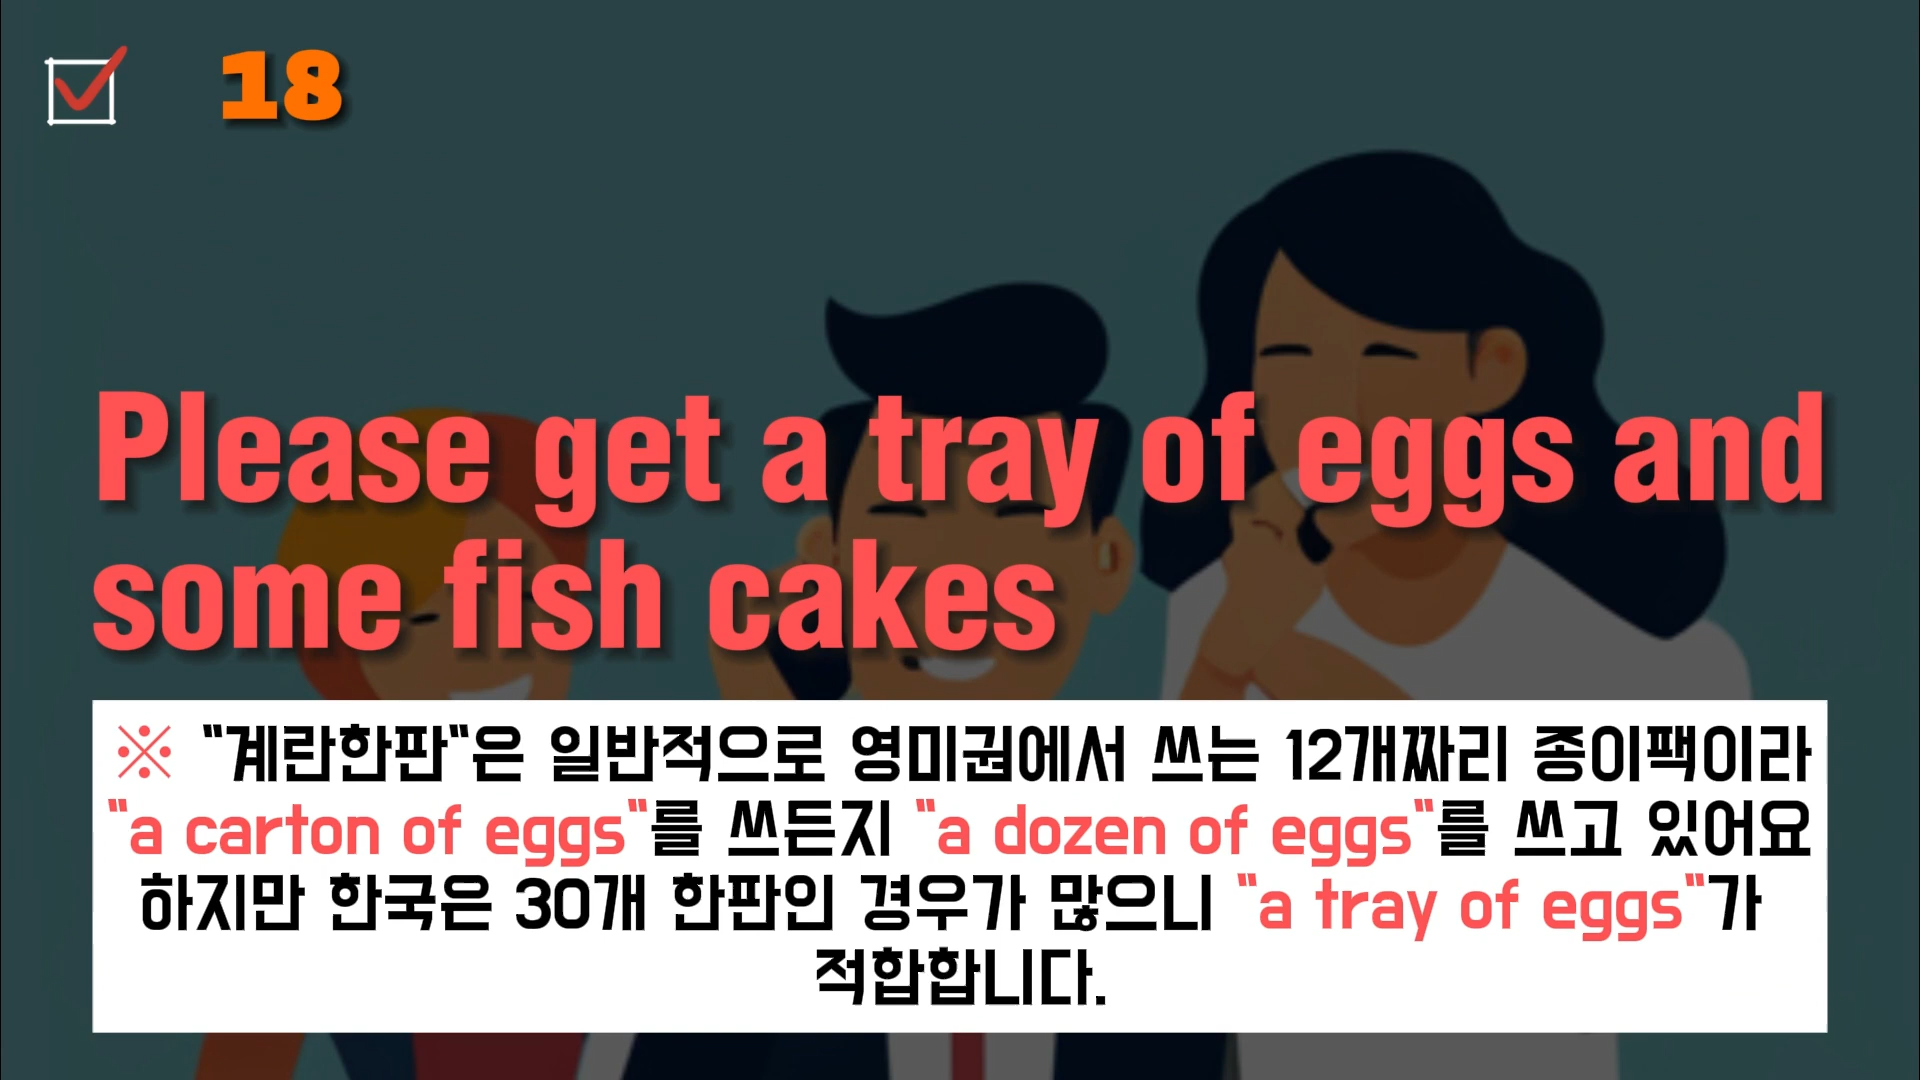 18
Please get a tray of eggs and
some fish cakes
※ "계란한판"은 일반적으로 영미권에서 쓰는 12개짜리 종이팩이라
"a carton of eggs"를 쓰든지 "a dozen of eggs"를 쓰고 있어요
하지만 한국은 30개 한판인 경우가 많으니 "a tray of eggs"가
적합합니다.